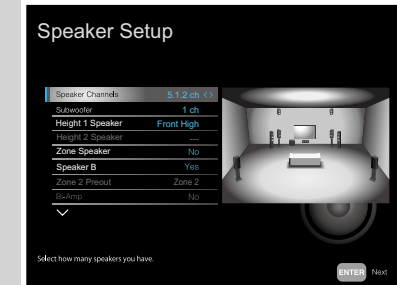 Speaker Setup
Speaker Channels 5.1.2 ch <>
Subwoofer 1 ch
Height 1 Speaker Front High
Height 2 Speaker ---
Zone Speaker No
Speaker B Yes
Zone 2 Preout Zone 2
Bi-Amp No
Select how many speakers you have.
ENTER Next